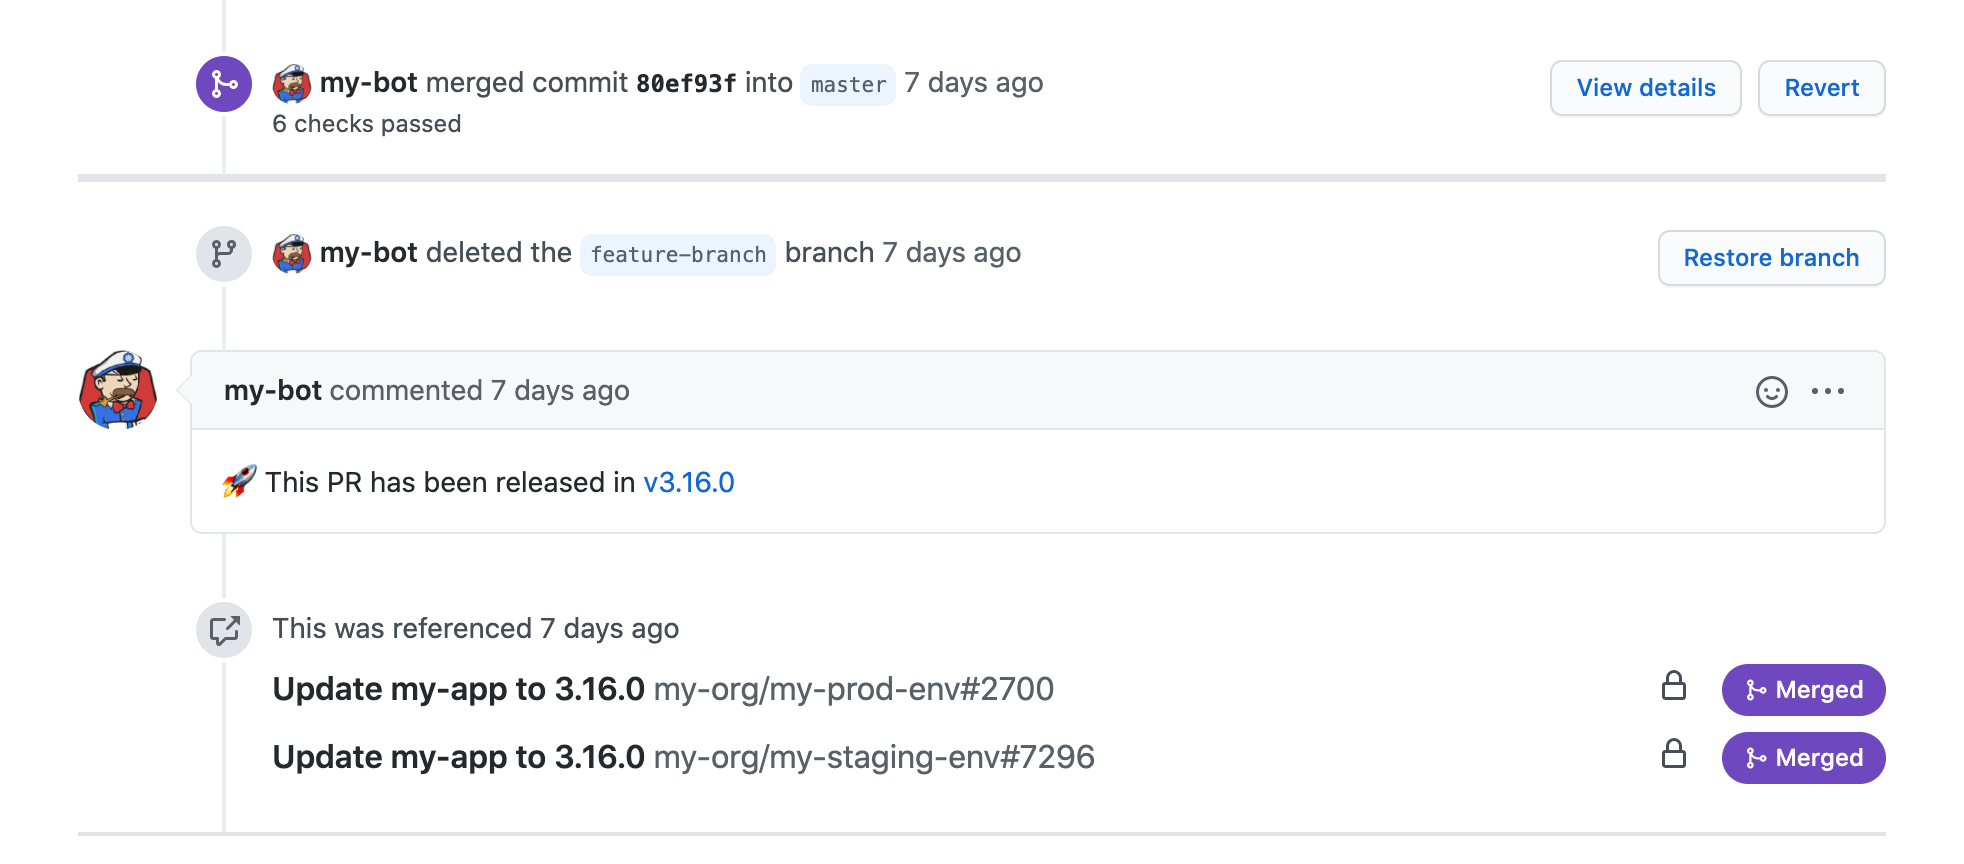 my-bot merged commit 80ef93f into master 7 days ago View details Revert
6 checks passed
my-bot deleted the feature-branch branch 7 days ago Restore branch
my-bot commented 7 days ago
🚀 This PR has been released in v3.16.0
This was referenced 7 days ago
Update my-app to 3.16.0 my-org/my-prod-env#2700 Merged
Update my-app to 3.16.0 my-org/my-staging-env#7296 Merged